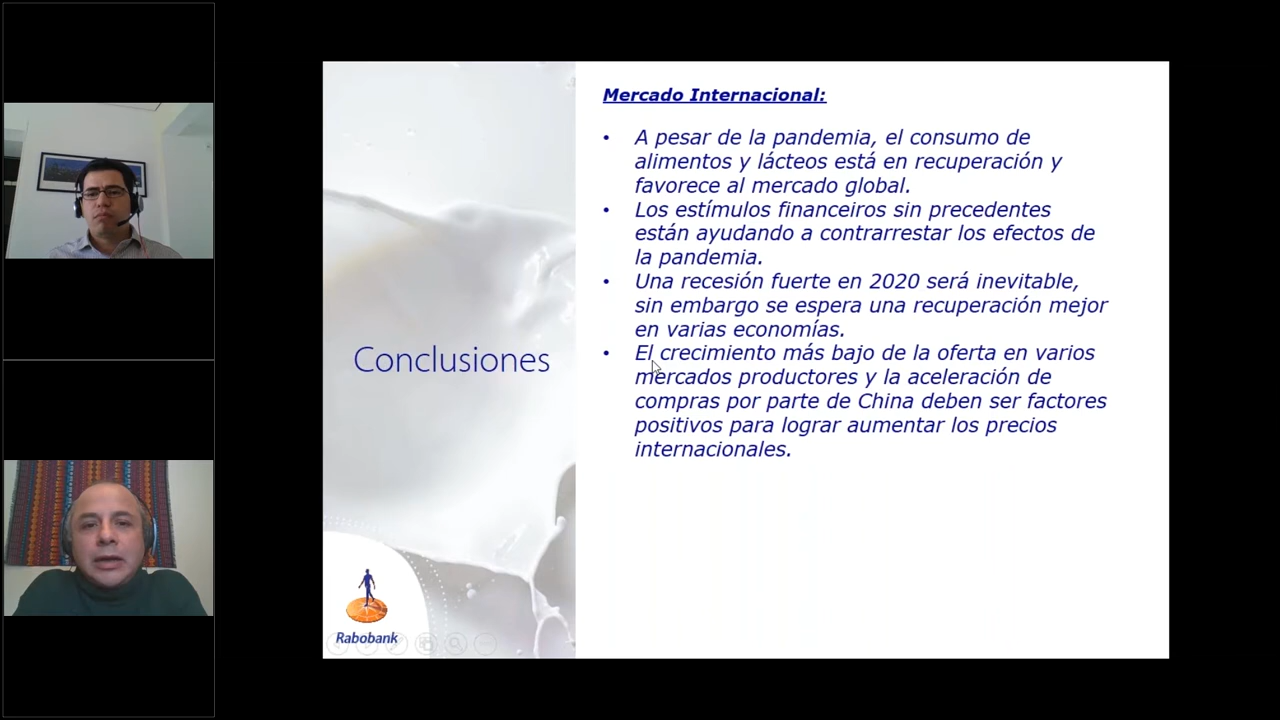 Mercado Internacional:
• A pesar de la pandemia, el consumo de
alimentos y lácteos está en recuperación y
favorece al mercado global.
• Los estímulos financeiros sin precedentes
están ayudando a contrarrestar los efectos de
la pandemia.
• Una recesión fuerte en 2020 será inevitable,
sin embargo se espera una recuperación mejor
en varias economías.
• El crecimiento más bajo de la oferta en varios
mercados productores y la aceleración de
compras por parte de China deben ser factores
positivos para lograr aumentar los precios
internacionales.
Conclusiones
Rabobank